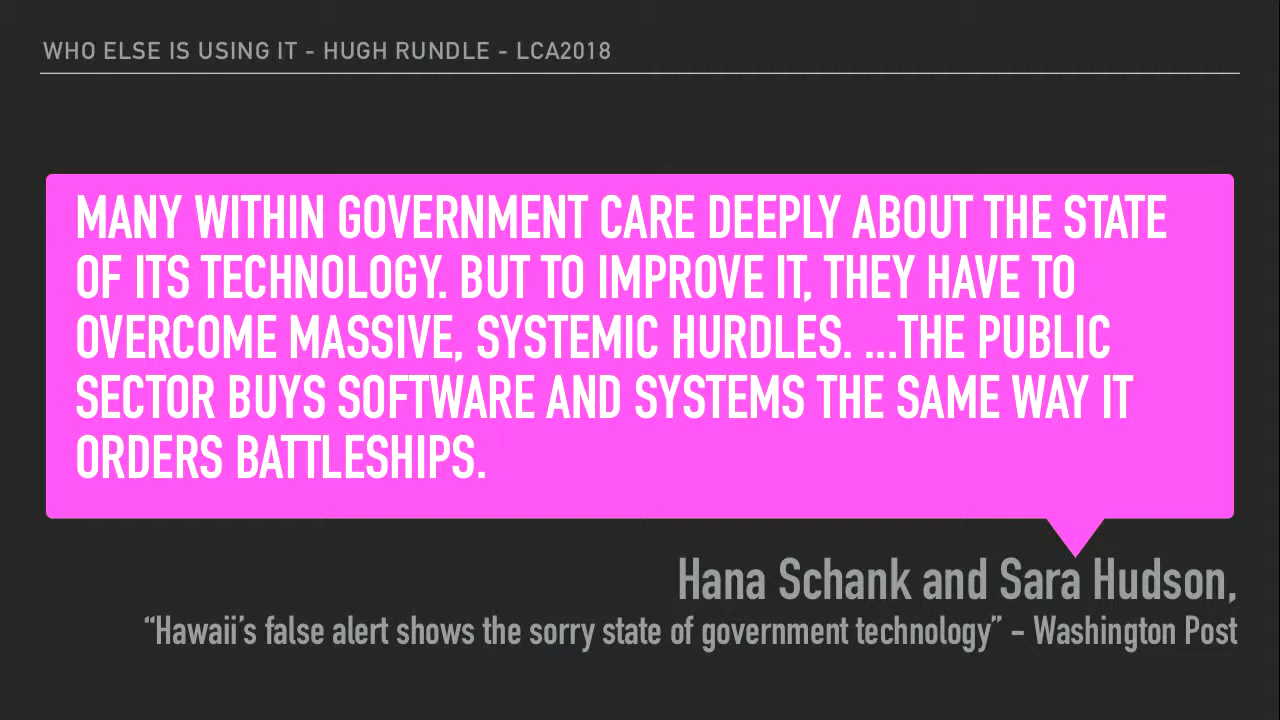 WHO ELSE IS USING IT - HUGH RUNDLE - LCA2018
MANY WITHIN GOVERNMENT CARE DEEPLY ABOUT THE STATE
OF ITS TECHNOLOGY. BUT TO IMPROVE IT, THEY HAVE TO
OVERCOME MASSIVE, SYSTEMIC HURDLES. ...THE PUBLIC
SECTOR BUYS SOFTWARE AND SYSTEMS THE SAME WAY IT
ORDERS BATTLESHIPS.
Hana Schank and Sara Hudson,
“Hawaii’s false alert shows the sorry state of government technology” – Washington Post